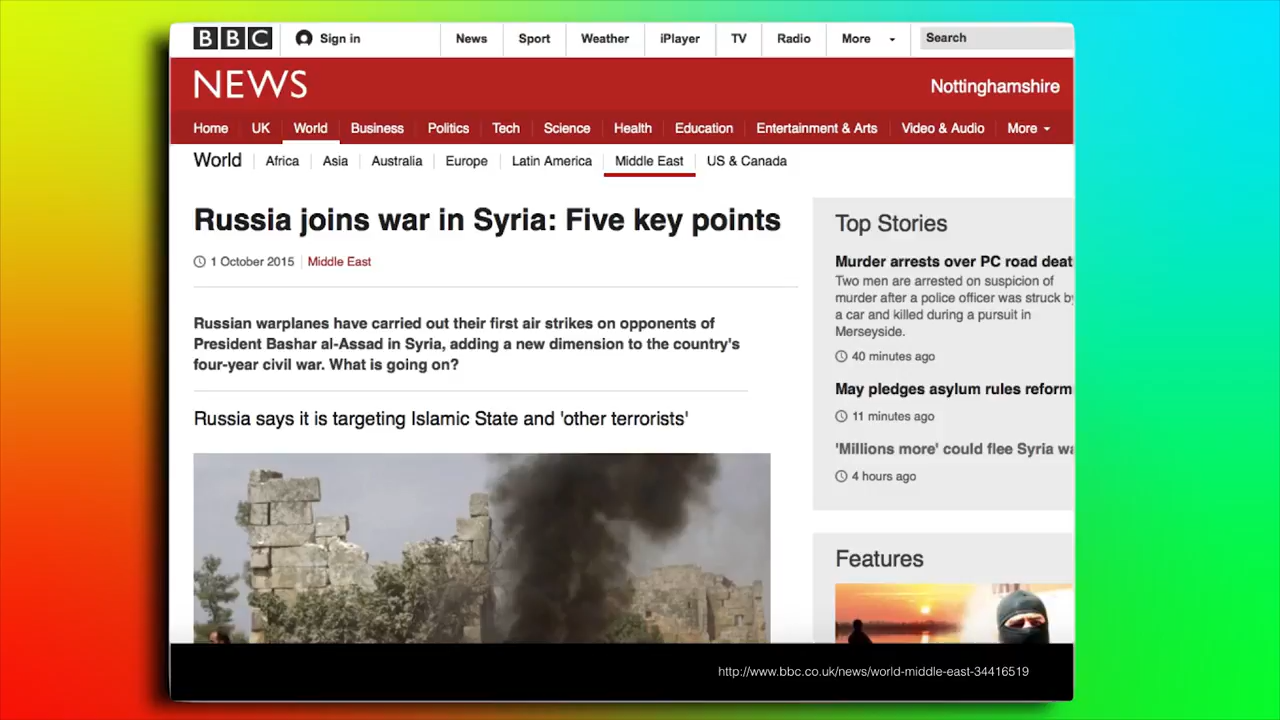 BBC
Sign in
News
Sport
Weather
iPlayer
TV
Radio
More
Search
NEWS
Nottinghamshire
Home
UK
World
Business
Politics
Tech
Science
Health
Education
Entertainment & Arts
Video & Audio
More
World
Africa
Asia
Australia
Europe
Latin America
Middle East
US & Canada
Russia joins war in Syria: Five key points
1 October 2015
Middle East
Russian warplanes have carried out their first air strikes on opponents of
President Bashar al-Assad in Syria, adding a new dimension to the country's
four-year civil war. What is going on?
Russia says it is targeting Islamic State and 'other terrorists'
Top Stories
Murder arrests over PC road
Two men are arrested on suspicion of
murder after a police officer was struck by
a car and killed during a pursuit in
Merseyside.
40 minutes ago
May pledges asylum rules reform
11 minutes ago
'Millions more' could flee Syria
4 hours ago
Features
http://www.bbc.co.uk/news/world-middle-east-34416519